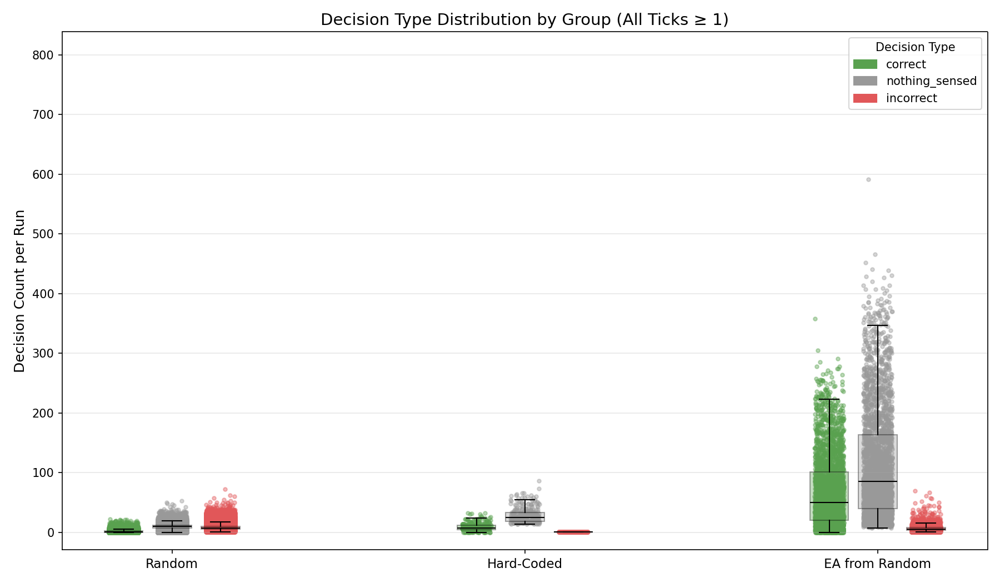 Decision Type Distribution by Group (All Ticks ≥ 1)
Decision Type
correct
nothing_sensed
incorrect
Decision Count per Run
800
700
600
500
400
300
200
100
0
Random
Hard-Coded
EA from Random